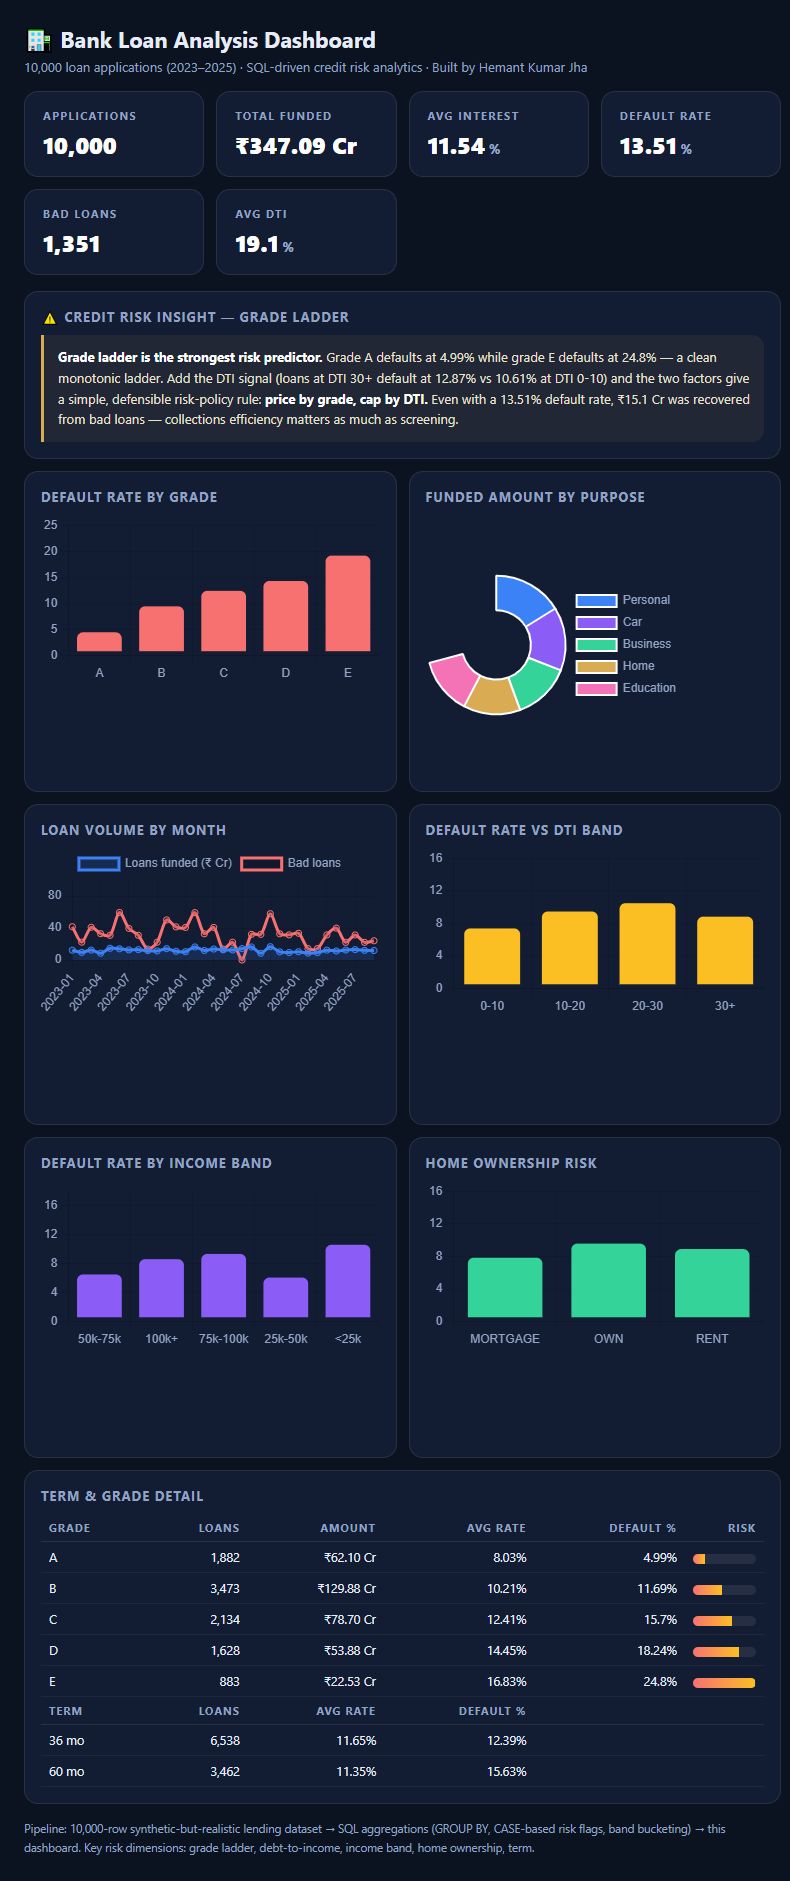 Bank Loan Analysis Dashboard
10,000 loan applications (2023–2025) · SQL-driven credit risk analytics · Built by Hemant Kumar Jha
APPLICATIONS
10,000
TOTAL FUNDED
₹347.09 Cr
AVG INTEREST
11.54 %
DEFAULT RATE
13.51 %
BAD LOANS
1,351
AVG DTI
19.1 %
CREDIT RISK INSIGHT — GRADE LADDER
Grade ladder is the strongest risk predictor. Grade A defaults at 4.99% while grade E defaults at 24.8% — a clean
monotonic ladder. Add the DTI signal (loans at DTI 30+ default at 12.87% vs 10.61% at DTI 0-10) and the two factors give
a simple, defensible risk-policy rule: price by grade, cap by DTI. Even with a 13.51% default rate, ₹15.1 Cr was recovered
from bad loans — collections efficiency matters as much as screening.
DEFAULT RATE BY GRADE
25
20
15
10
5
0
A B C D E
FUNDED AMOUNT BY PURPOSE
Personal
Car
Business
Home
Education
LOAN VOLUME BY MONTH
Loans funded (₹ Cr) Bad loans
80
40
0
2023-01 2023-04 2023-07 2023-10 2024-01 2024-04 2024-07 2024-10 2025-01 2025-04 2025-07
DEFAULT RATE VS DTI BAND
16
12
8
4
0
0-10 10-20 20-30 30+
DEFAULT RATE BY INCOME BAND
16
12
8
4
0
50k-75k 100k+ 75k-100k 25k-50k <25k
HOME OWNERSHIP RISK
16
12
8
4
0
MORTGAGE OWN RENT
TERM & GRADE DETAIL
GRADE LOANS AMOUNT AVG RATE DEFAULT % RISK
A 1,882 ₹62.10 Cr 8.03% 4.99%
B 3,473 ₹129.88 Cr 10.21% 11.69%
C 2,134 ₹78.70 Cr 12.41% 15.7%
D 1,628 ₹53.88 Cr 14.45% 18.24%
E 883 ₹22.53 Cr 16.83% 24.8%
TERM LOANS AVG RATE DEFAULT %
36 mo 6,538 11.65% 12.39%
60 mo 3,462 11.35% 15.63%
Pipeline: 10,000-row synthetic-but-realistic lending dataset → SQL aggregations (GROUP BY, CASE-based risk flags, band bucketing) → this
dashboard. Key risk dimensions: grade ladder, debt-to-income, income band, home ownership, term.